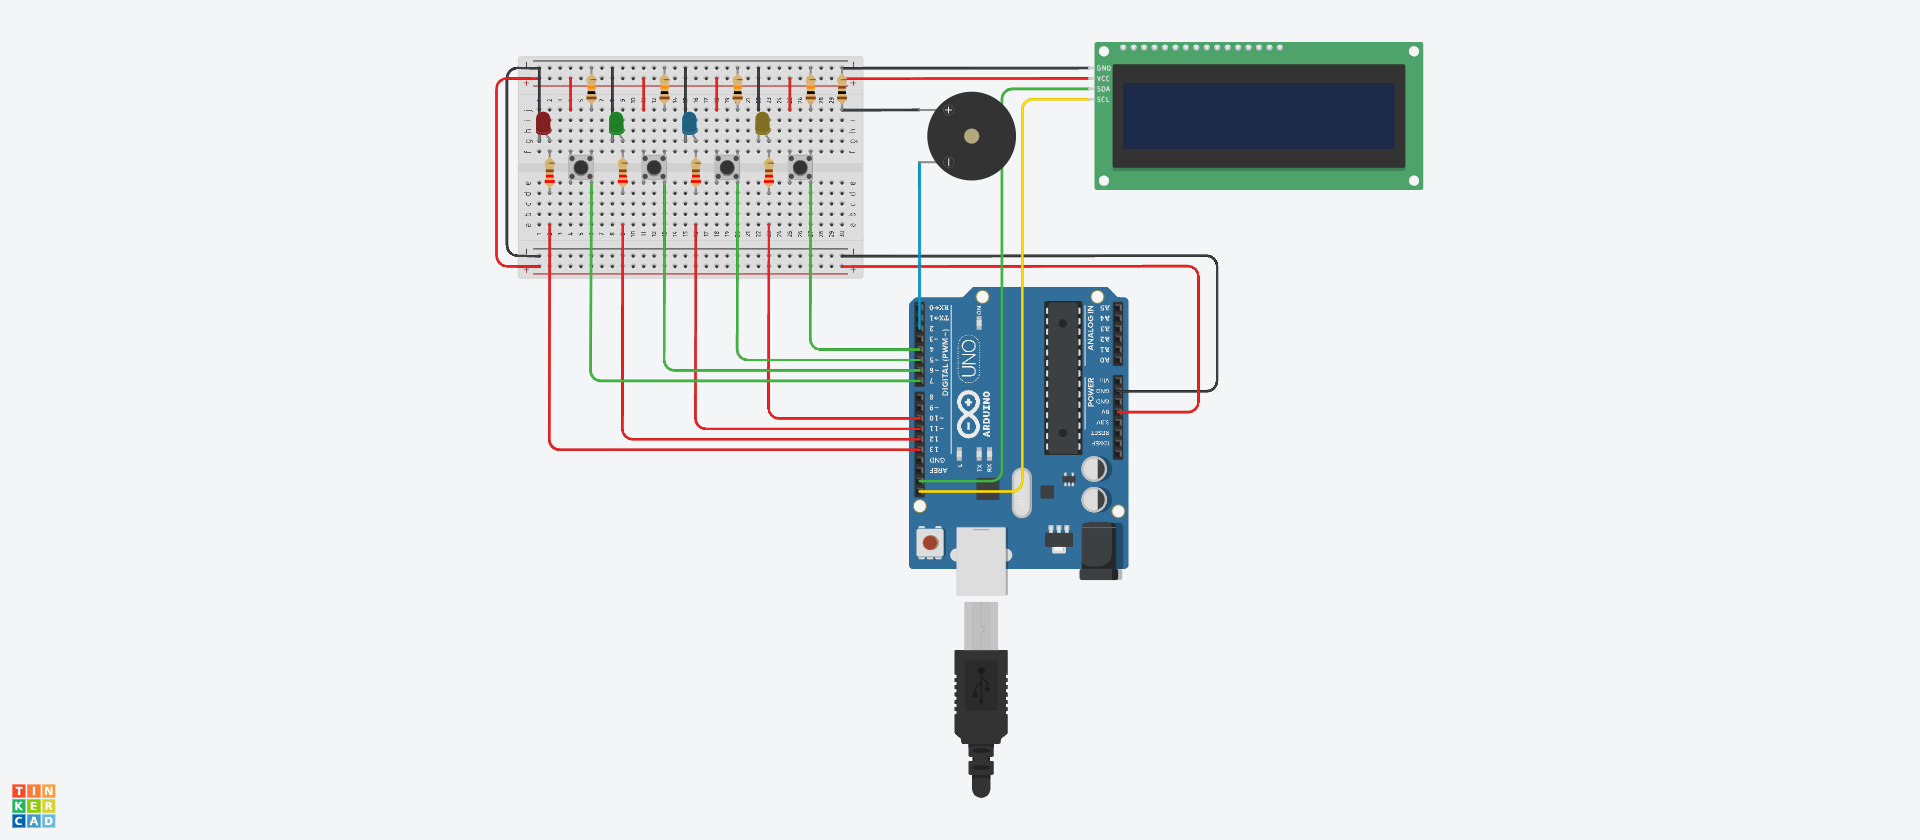 GND
VCC
SDA
SCL
j
i
h
g
f
e
d
c
b
a
RX←0
TX→1
2
~3
4
~5
~6
7
8
~9
~10
~11
12
13
GND
AREF
DIGITAL (PWM~)
ON
UNO
ARDUINO
L
TX
RX
ANALOG IN
A5
A4
A3
A2
A1
A0
POWER
Vin
GND
GND
5V
3.3V
RESET
IOREF
TIN
KER
CAD